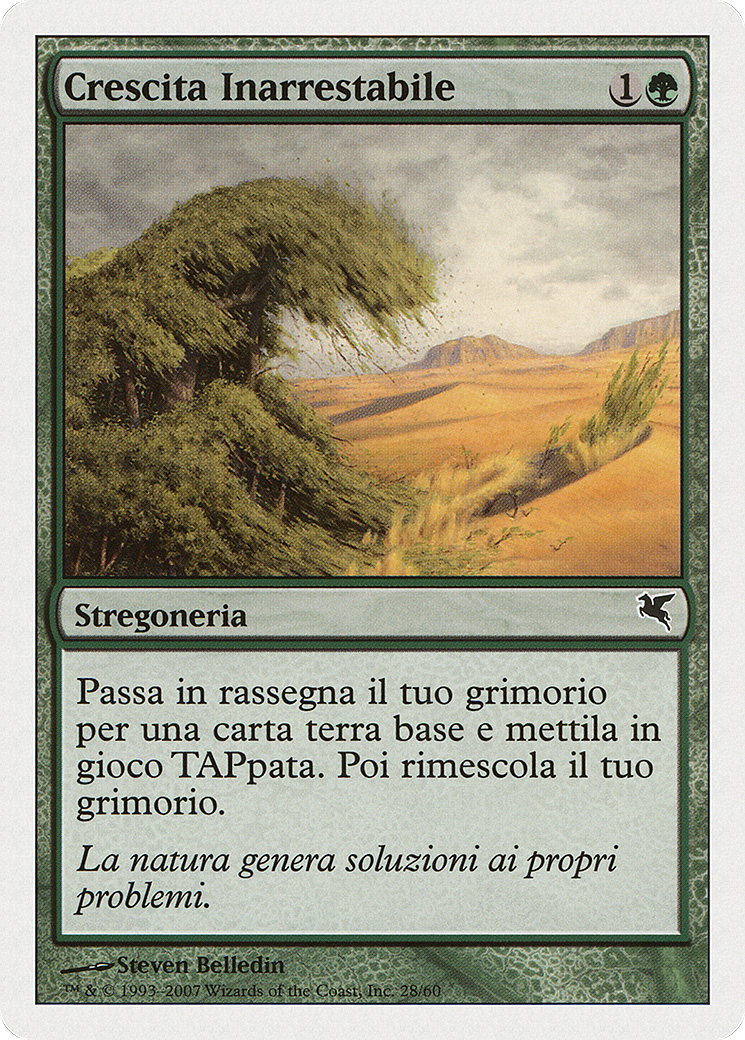 Crescita Inarrestabile 1
Stregoneria
Passa in rassegna il tuo grimorio
per una carta terra base e mettila in
gioco TAPpata. Poi rimescola il tuo
grimorio.
La natura genera soluzioni ai propri
problemi.
Steven Belledin
™ & © 1993–2007 Wizards of the Coast, Inc. 28/60